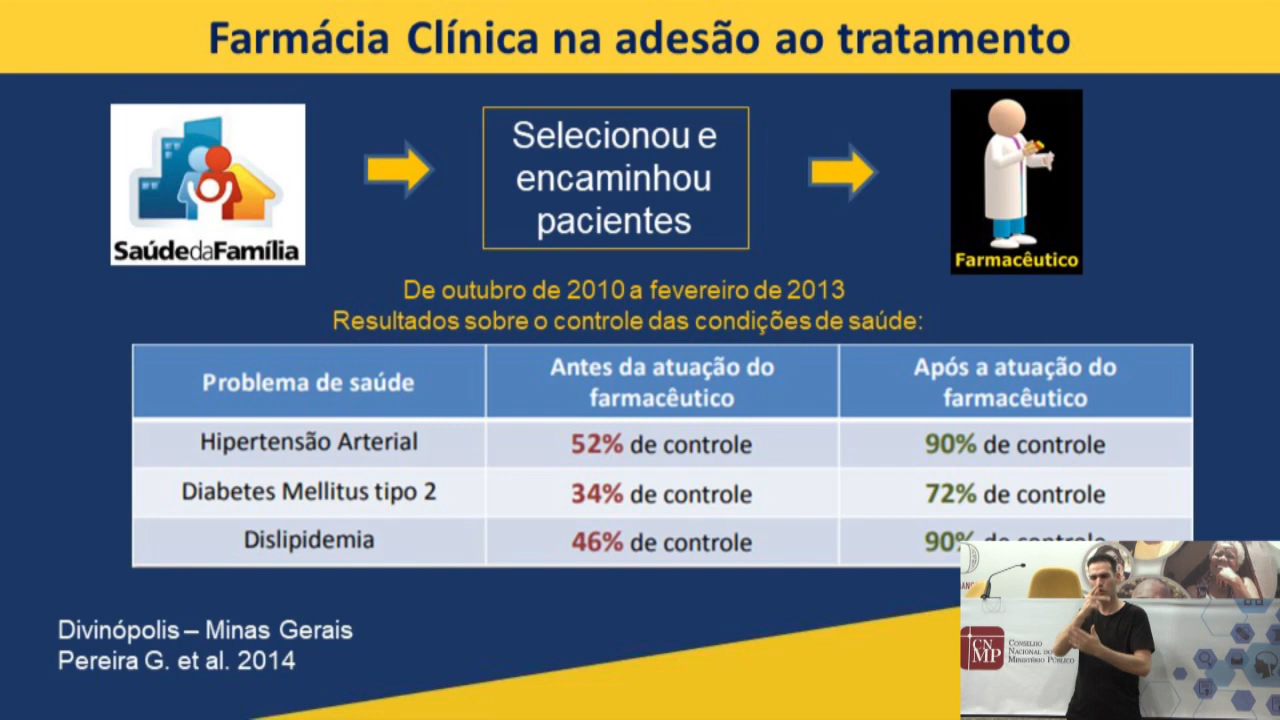 Farmácia Clínica na adesão ao tratamento
SaúdedaFamília
Selecionou e
encaminhou
pacientes
Farmacêutico
De outubro de 2010 a fevereiro de 2013
Resultados sobre o controle das condições de saúde:
Problema de saúde
Antes da atuação do
farmacêutico
Após a atuação do
farmacêutico
Hipertensão Arterial
52% de controle
90% de controle
Diabetes Mellitus tipo 2
34% de controle
72% de controle
Dislipidemia
46% de controle
90% de controle
Divinópolis – Minas Gerais
Pereira G. et al. 2014
CN
MP
CONSELHO
NACIONAL DO
MINISTÉRIO PÚBLICO